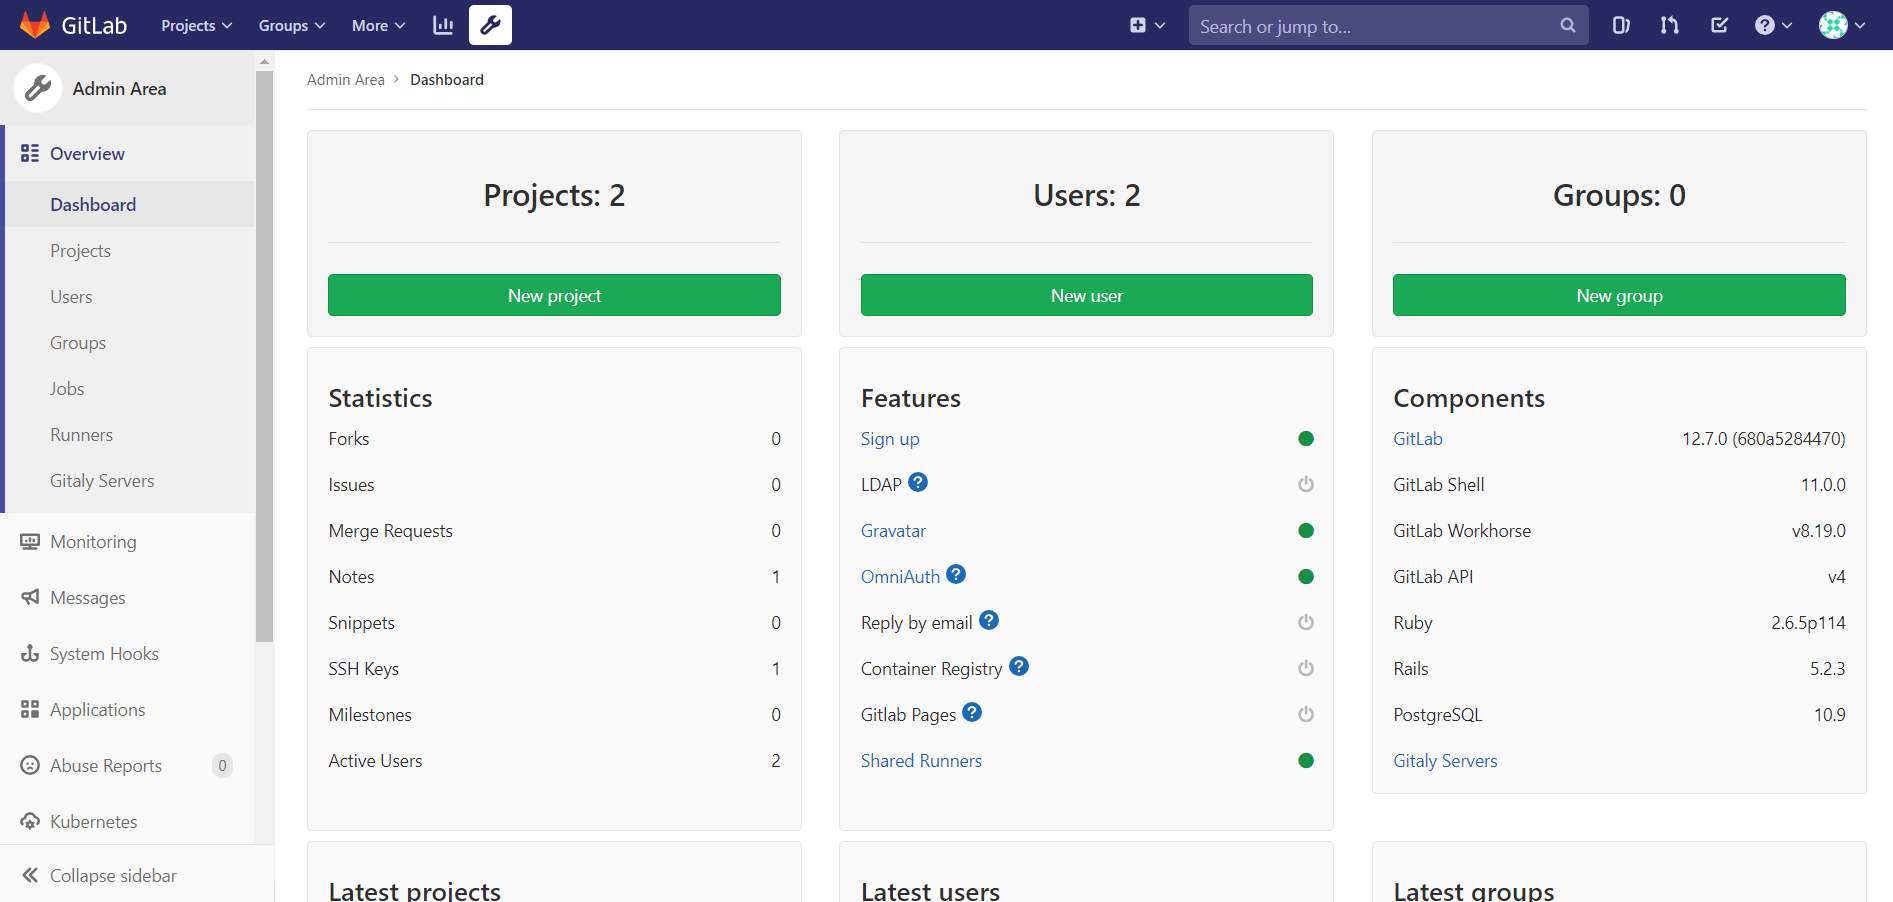 GitLab
Projects Groups More
Search or jump to...
Admin Area
Overview
Dashboard
Projects
Users
Groups
Jobs
Runners
Gitaly Servers
Monitoring
Messages
System Hooks
Applications
Abuse Reports 0
Kubernetes
Collapse sidebar
Admin Area > Dashboard
Projects: 2
New project
Users: 2
New user
Groups: 0
New group
Statistics
Forks 0
Issues 0
Merge Requests 0
Notes 1
Snippets 0
SSH Keys 1
Milestones 0
Active Users 2
Features
Sign up
LDAP ?
Gravatar
OmniAuth ?
Reply by email ?
Container Registry ?
Gitlab Pages ?
Shared Runners
Components
GitLab 12.7.0 (680a5284470)
GitLab Shell 11.0.0
GitLab Workhorse v8.19.0
GitLab API v4
Ruby 2.6.5p114
Rails 5.2.3
PostgreSQL 10.9
Gitaly Servers
Latest projects
Latest users
Latest groups